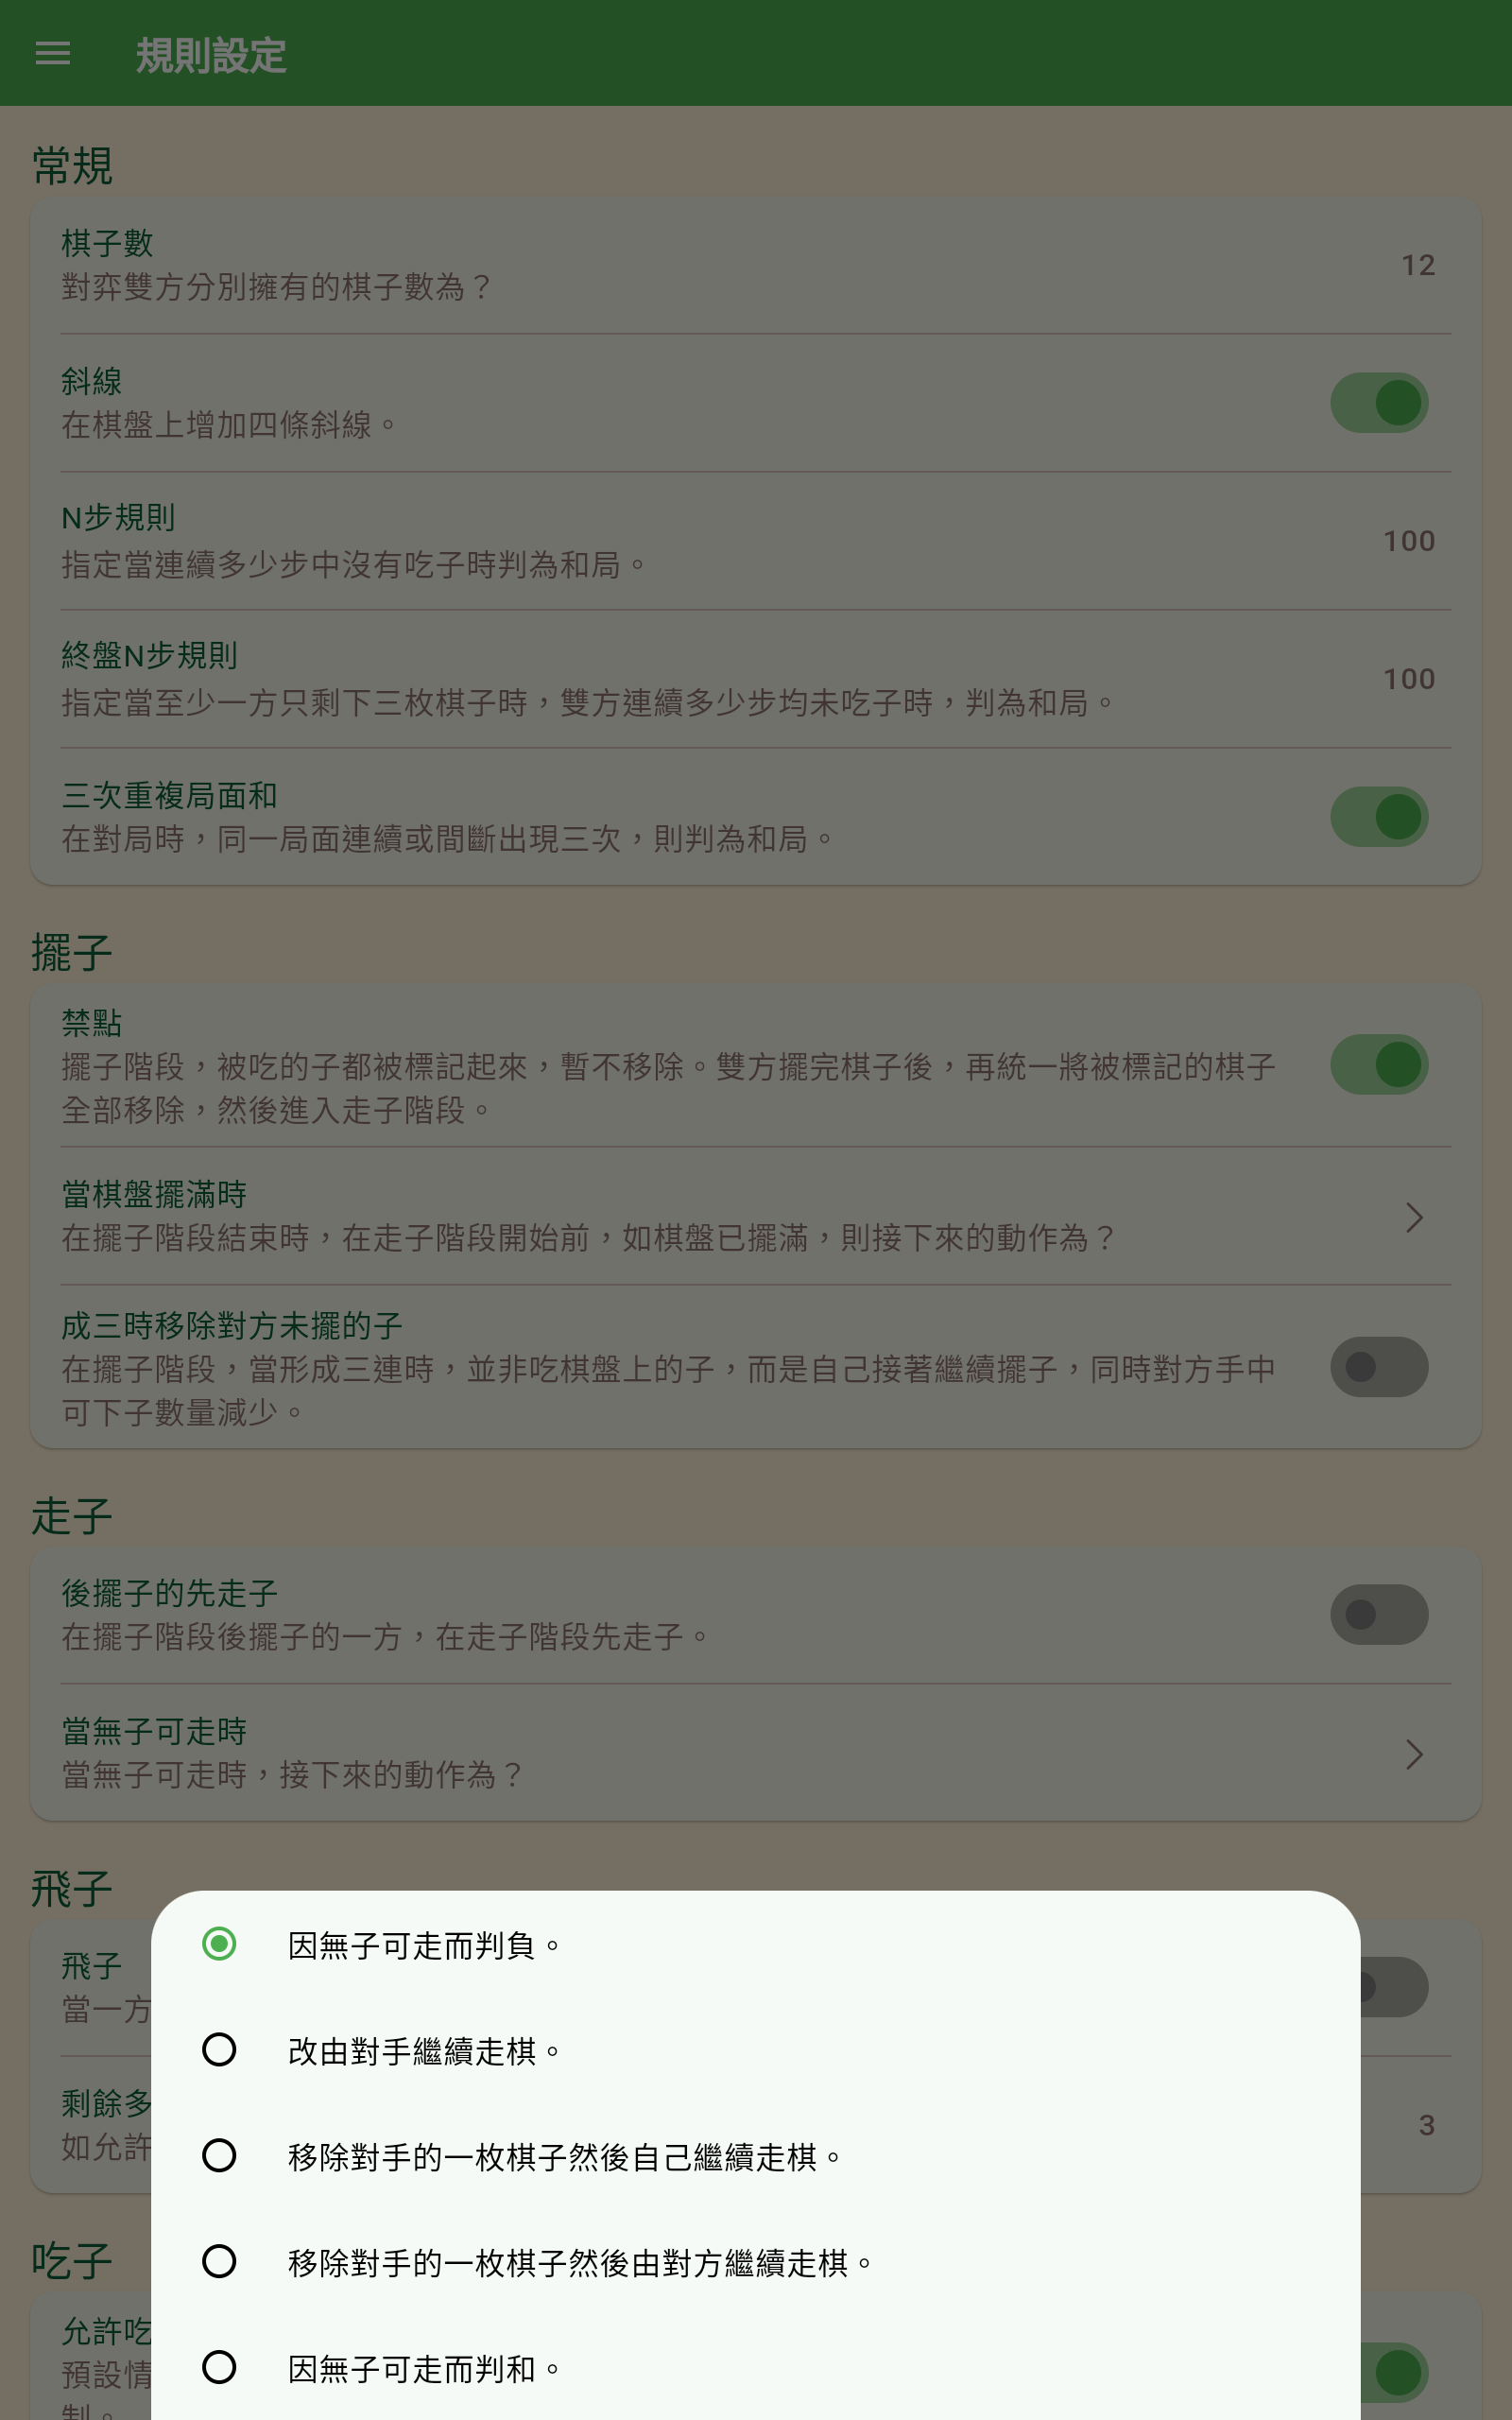 規則設定
常規
棋子數
對弈雙方分別擁有的棋子數為？
12
斜線
在棋盤上增加四條斜線。
N步規則
指定當連續多少步中沒有吃子時判為和局。
100
終盤N步規則
指定當至少一方只剩下三枚棋子時，雙方連續多少步均未吃子時，判為和局。
100
三次重複局面和
在對局時，同一局面連續或間斷出現三次，則判為和局。
擺子
禁點
擺子階段，被吃的子都被標記起來，暫不移除。雙方擺完棋子後，再統一將被標記的棋子
全部移除，然後進入走子階段。
當棋盤擺滿時
在擺子階段結束時，在走子階段開始前，如棋盤已擺滿，則接下來的動作為？
成三時移除對方未擺的子
在擺子階段，當形成三連時，並非吃棋盤上的子，而是自己接著繼續擺子，同時對方手中
可下子數量減少。
走子
後擺子的先走子
在擺子階段後擺子的一方，在走子階段先走子。
當無子可走時
當無子可走時，接下來的動作為？
飛子
飛子
當一方
剩餘多
如允許
3
吃子
允許吃
預設情
制。
因無子可走而判負。
改由對手繼續走棋。
移除對手的一枚棋子然後自己繼續走棋。
移除對手的一枚棋子然後由對方繼續走棋。
因無子可走而判和。